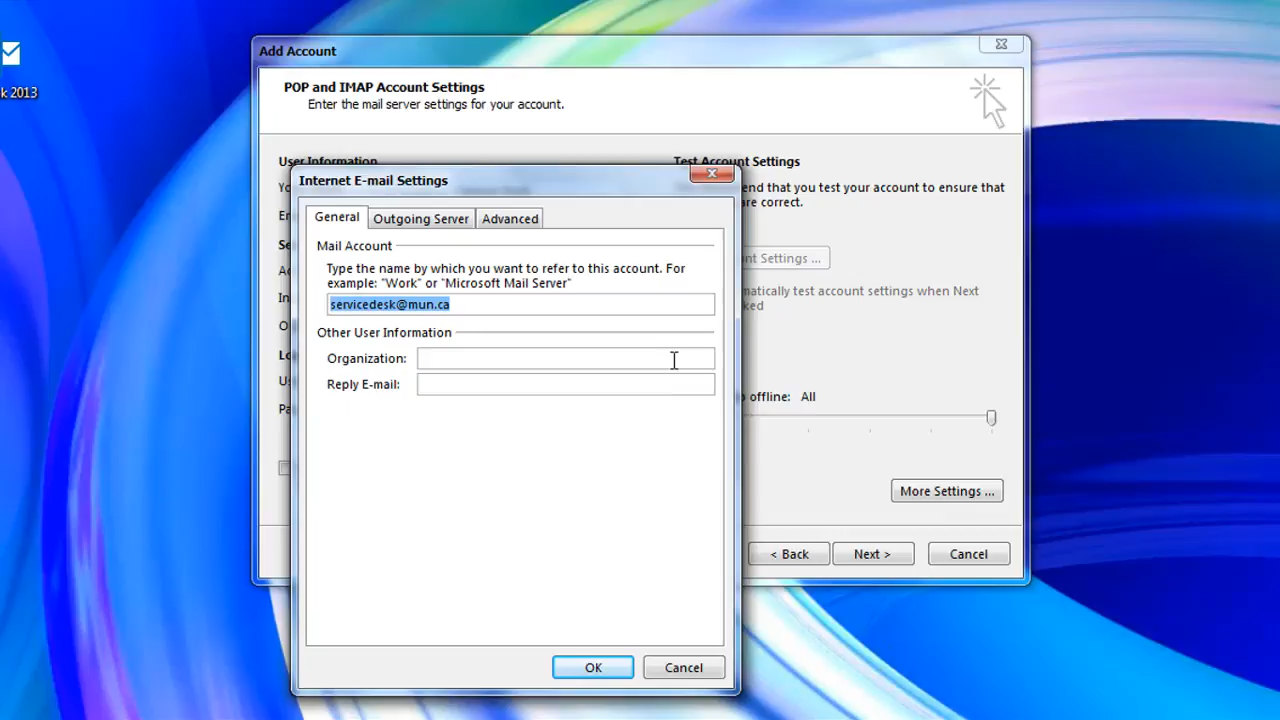 k 2013
Add Account
POP and IMAP Account Settings
Enter the mail server settings for your account.
User Information
Test Account Settings
end that you test your account to ensure that
are correct.
nt Settings ...
matically test account settings when Next
ked
offline: All
More Settings ...
< Back
Next >
Cancel
Internet E-mail Settings
General
Outgoing Server
Advanced
Mail Account
Type the name by which you want to refer to this account. For
example: "Work" or "Microsoft Mail Server"
servicedesk@mun.ca
Other User Information
Organization:
Reply E-mail:
OK
Cancel